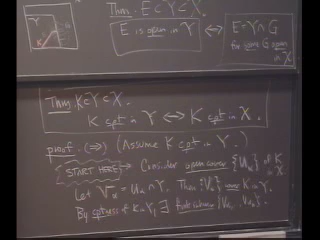 Thm. E ⊂ Y ⊂ X.
E is open in Y ⟷ E = Y ∩ G
for some G open
in X
Thm. K ⊂ Y ⊂ X.
K cpt in Y ⟷ K cpt in X.
proof. (⇒) (Assume K cpt in Y.)
START HERE → Consider open cover {Uα} of K in X
Let Vα = Uα ∩ Y. Then {Vα} cover K in Y.
By cptness of K in Y, ∃ finite subcover {Vα₁ Vαₙ}